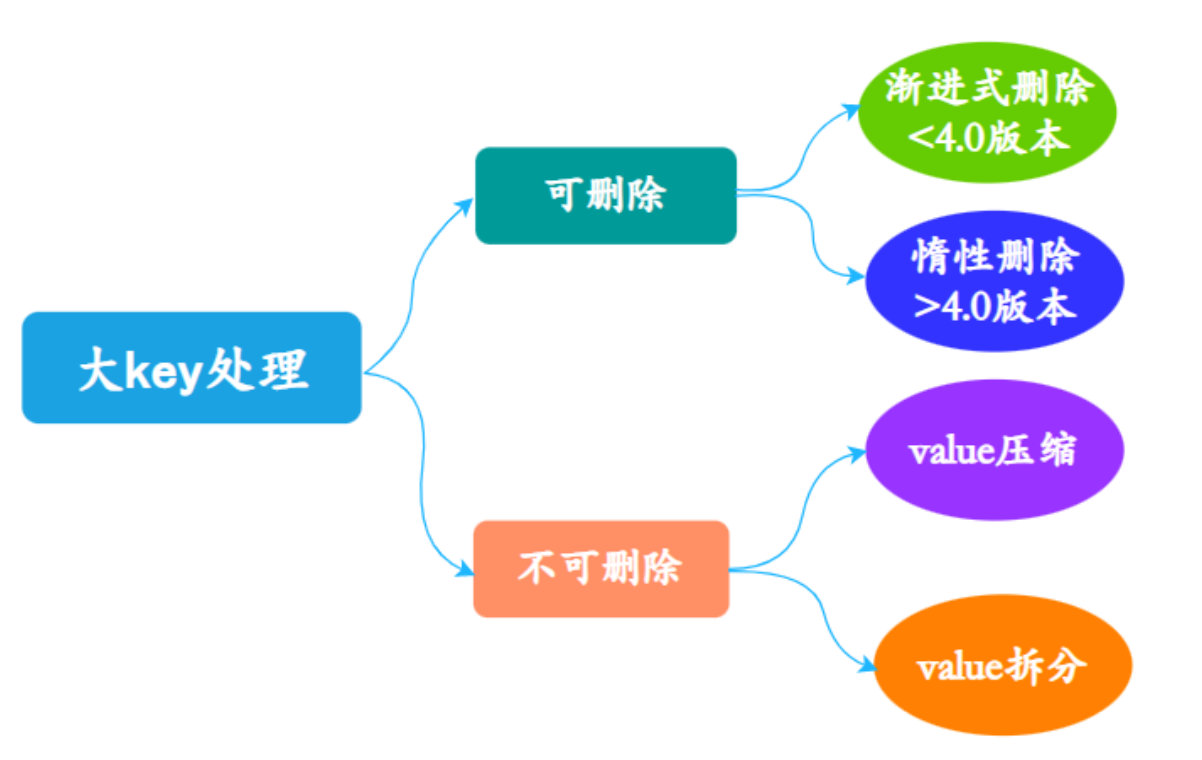 大key处理
可删除
渐进式删除
<4.0版本
惰性删除
>4.0版本
不可删除
value压缩
value拆分